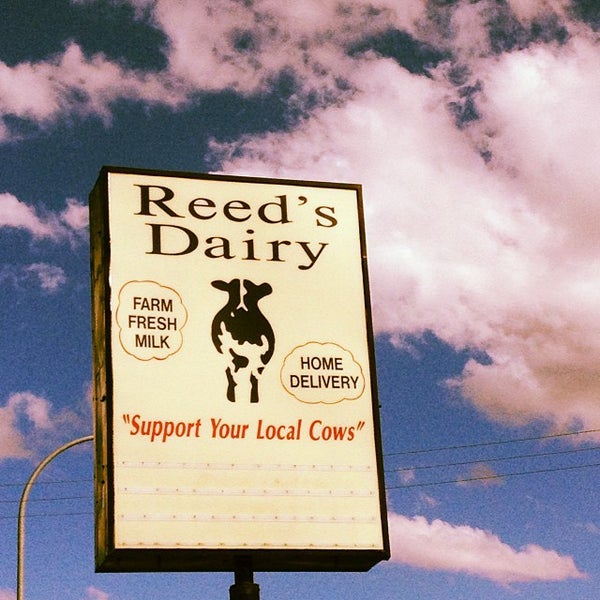 Reed's
Dairy
FARM
FRESH
MILK
HOME
DELIVERY
"Support Your Local Cows"